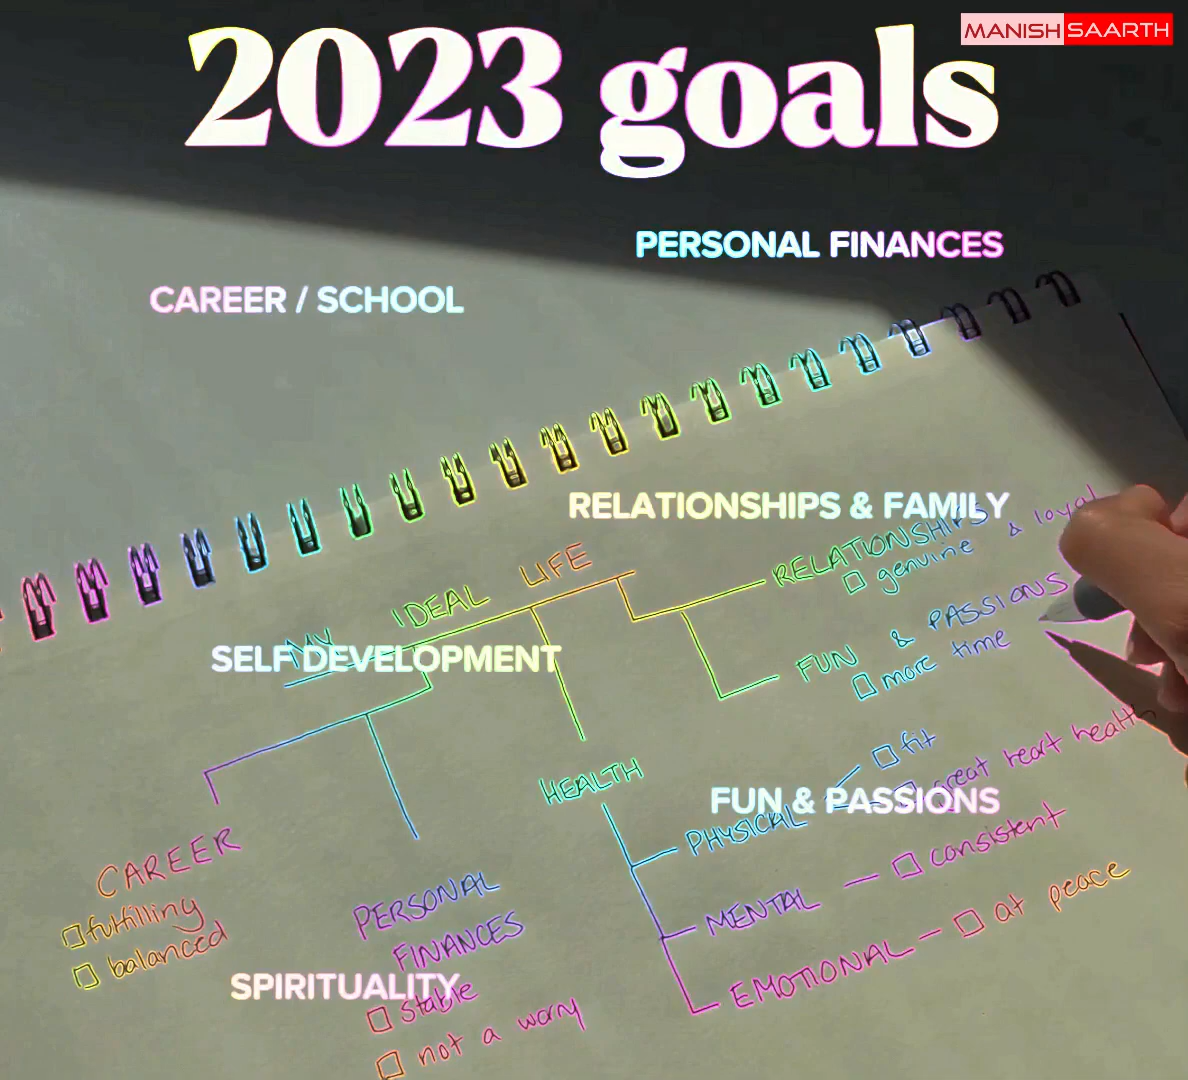 MANISH SAARTH
2023 goals
PERSONAL FINANCES
CAREER / SCHOOL
RELATIONSHIPS & FAMILY
SELF DEVELOPMENT
FUN & PASSIONS
SPIRITUALITY
MY IDEAL LIFE
RELATIONSHIPS
genuine & loyal
FUN & PASSIONS
more time
HEALTH
PHYSICAL
fit
great heart health
MENTAL — consistent
EMOTIONAL — at peace
CAREER
fulfilling
balanced
PERSONAL
FINANCES
stable
not a worry